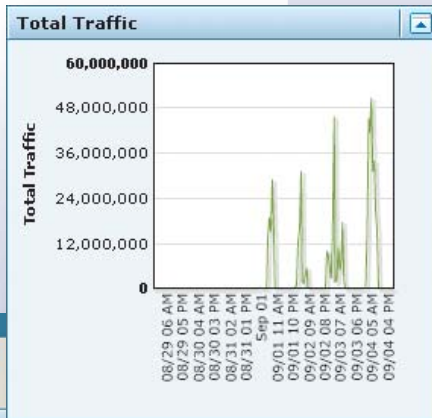 Total Traffic
60,000,000
48,000,000
36,000,000
24,000,000
12,000,000
0
Total Traffic
08/29 06 AM
08/29 05 PM
08/30 04 AM
08/30 03 PM
08/31 02 AM
08/31 01 PM
Sep 01
09/01 11 AM
09/01 10 PM
09/02 09 AM
09/02 08 PM
09/03 07 AM
09/03 06 PM
09/04 05 AM
09/04 04 PM